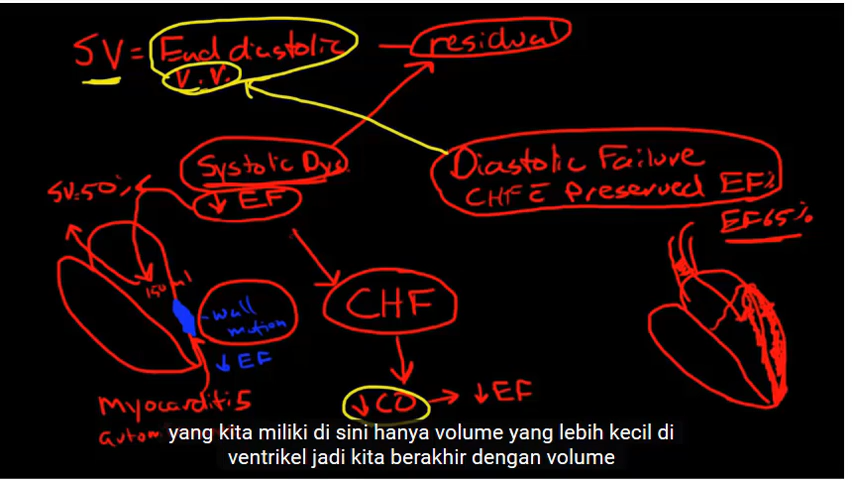 SV = End diastolic — residual
V.V.
Systolic Dys.
Diastolic Failure
CHF c̄ Preserved EF%
↓ EF
SV=50%
EF 65%
150 ml
CHF
wall
motion
↓ EF
↓ CO → ↓ EF
Myocarditis
autom
yang kita miliki di sini hanya volume yang lebih kecil di
ventrikel jadi kita berakhir dengan volume